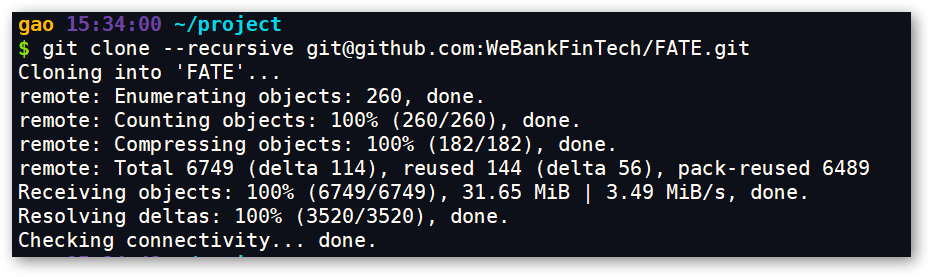 gao 15:34:00 ~/project
$ git clone --recursive git@github.com:WeBankFinTech/FATE.git
Cloning into 'FATE'...
remote: Enumerating objects: 260, done.
remote: Counting objects: 100% (260/260), done.
remote: Compressing objects: 100% (182/182), done.
remote: Total 6749 (delta 114), reused 144 (delta 56), pack-reused 6489
Receiving objects: 100% (6749/6749), 31.65 MiB | 3.49 MiB/s, done.
Resolving deltas: 100% (3520/3520), done.
Checking connectivity... done.